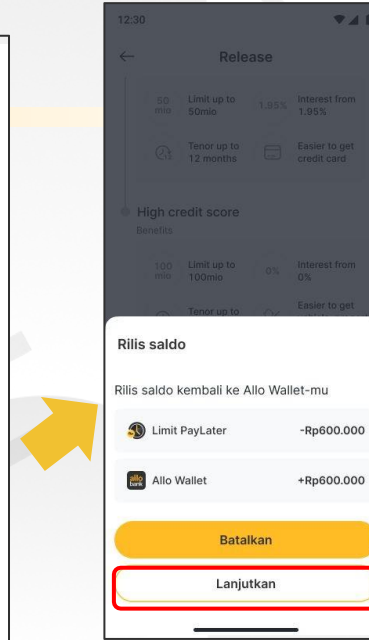 12:30
Release
50 mio
Limit up to 50mio
1.95%
Interest from 1.95%
Tenor up to 12 months
Easier to get credit card
High credit score
Benefits
100 mio
Limit up to 100mio
0%
Interest from 0%
Tenor up to
Easier to get
Rilis saldo
Rilis saldo kembali ke Allo Wallet-mu
Limit PayLater
-Rp600.000
allo bank
Allo Wallet
+Rp600.000
Batalkan
Lanjutkan